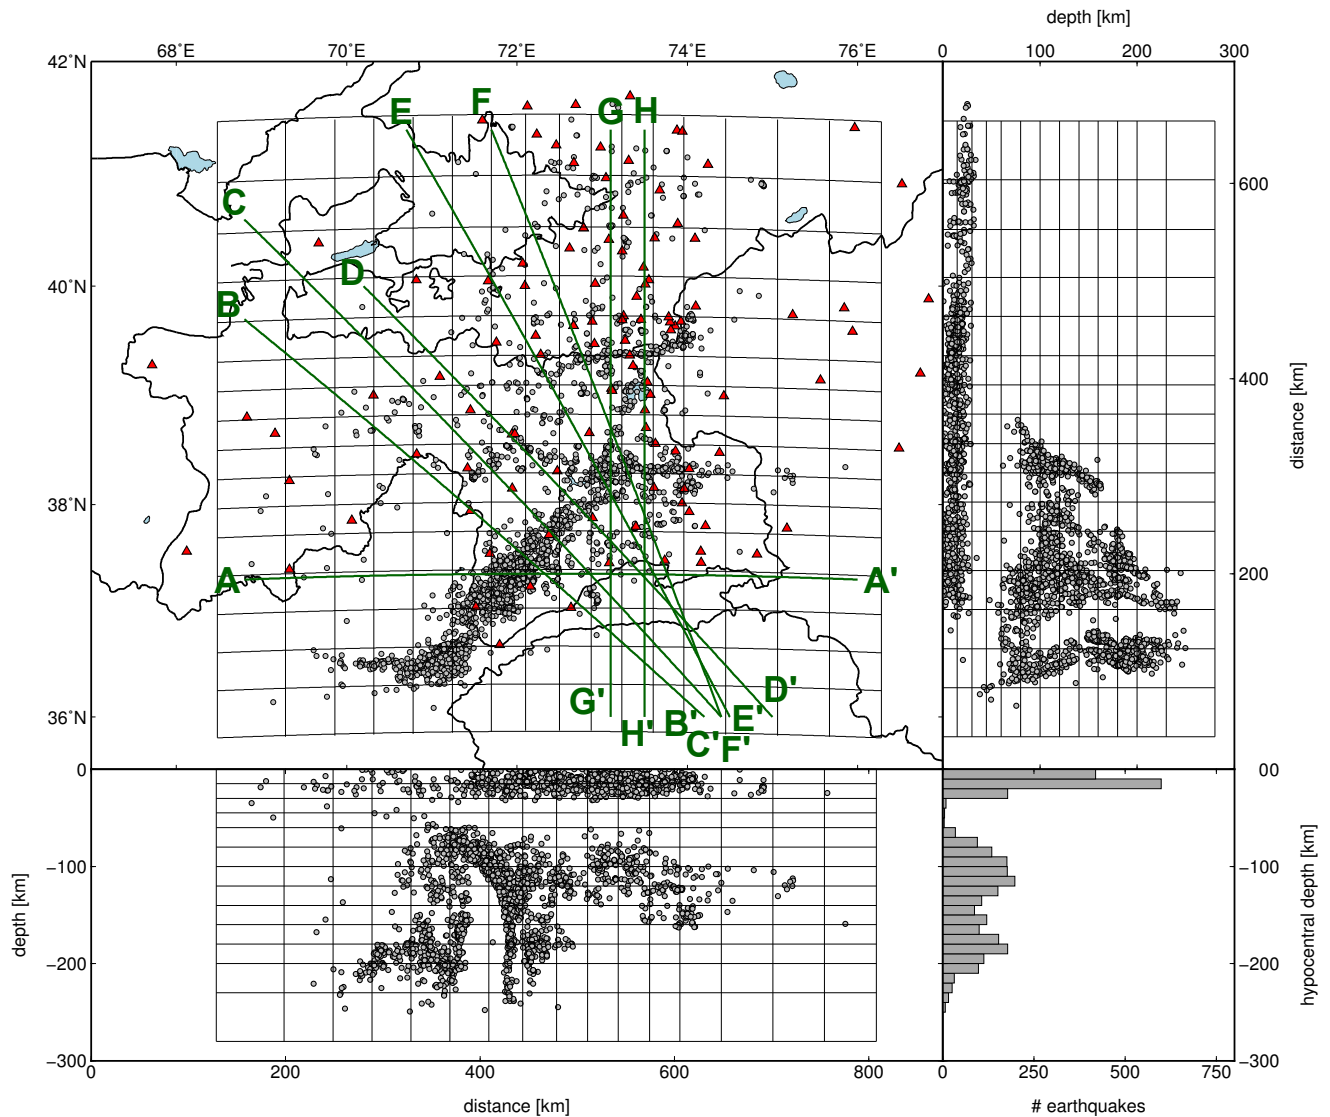 depth [km]
68˚E 70˚E 72˚E 74˚E 76˚E 0 100 200 300
42˚N
E F G H
C
600
D
40˚N
B
400
distance [km]
38˚N
A A'
200
36˚N
G' H' B' C' F' E' D'
0 00
−100 −100
depth [km]
hypocentral depth [km]
−200 −200
−300 −300
0 200 400 600 800 0 250 500 750
distance [km] # earthquakes